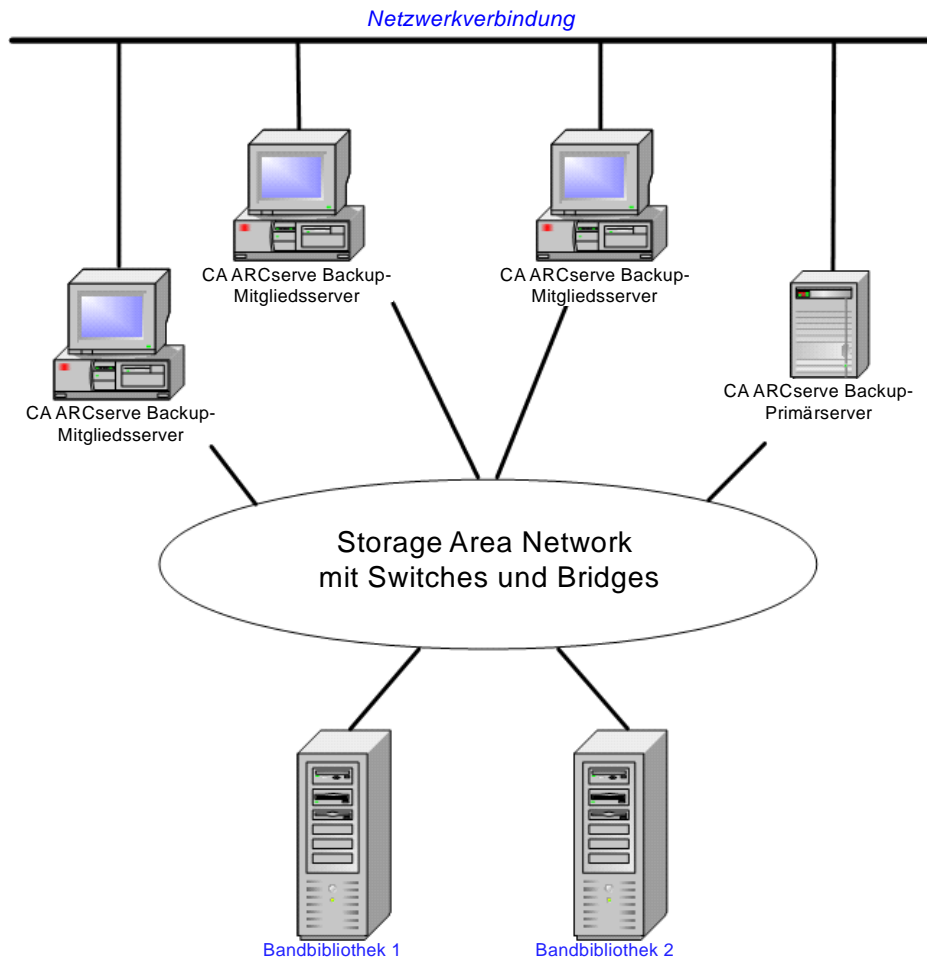 Netzwerkverbindung
CA ARCserve Backup-
Mitgliedsserver
CA ARCserve Backup-
Mitgliedsserver
CA ARCserve Backup-
Mitgliedsserver
CA ARCserve Backup-
Primärserver
Storage Area Network
mit Switches und Bridges
Bandbibliothek 1
Bandbibliothek 2